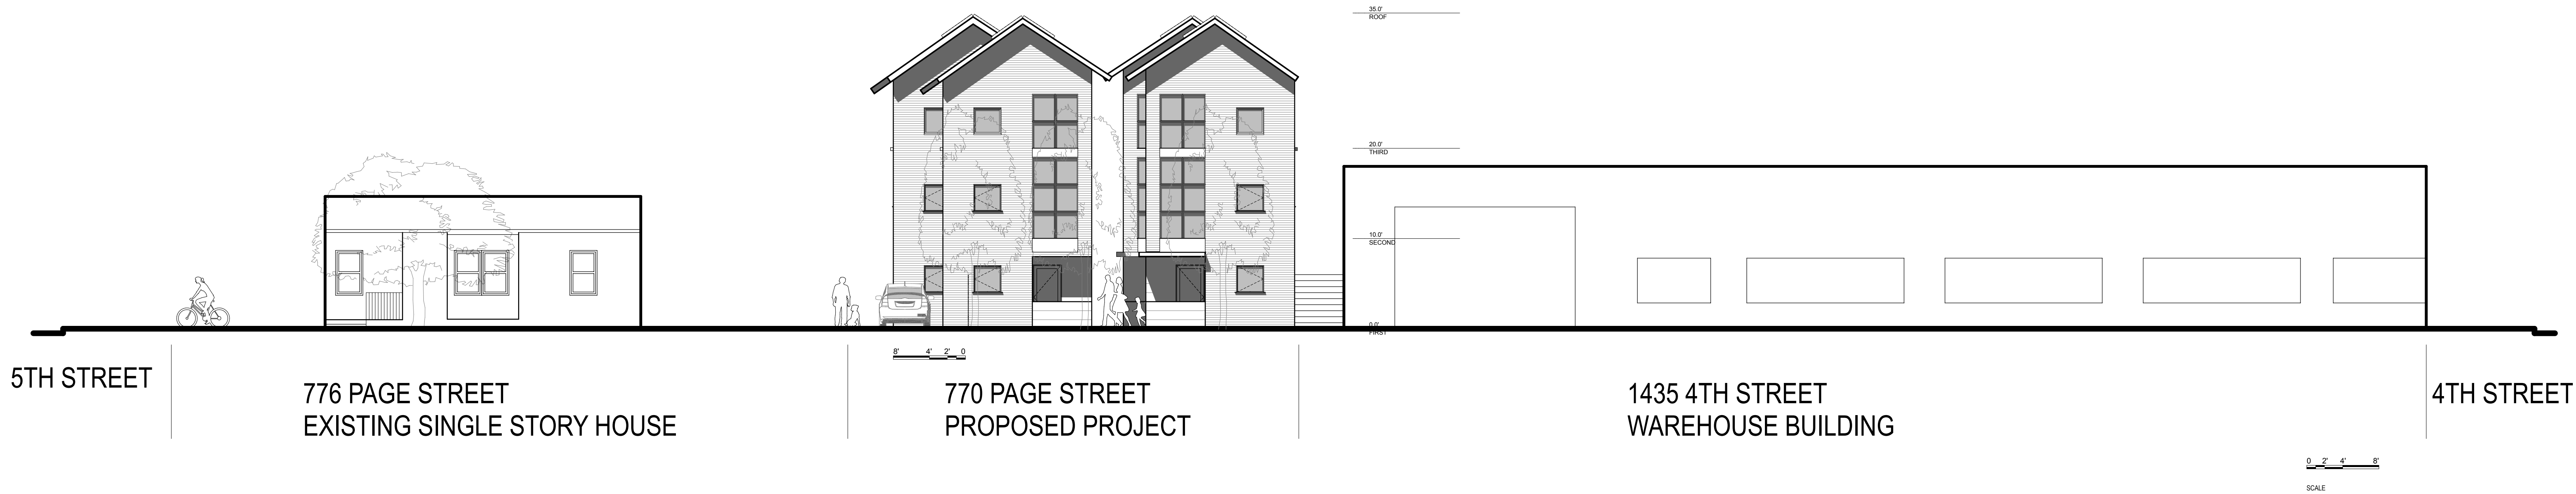 35.0'
ROOF
20.0'
THIRD
10.0'
SECOND
0.0'
FIRST
8' 4' 2' 0
5TH STREET
776 PAGE STREET
EXISTING SINGLE STORY HOUSE
770 PAGE STREET
PROPOSED PROJECT
1435 4TH STREET
WAREHOUSE BUILDING
4TH STREET
0 2' 4' 8'
SCALE